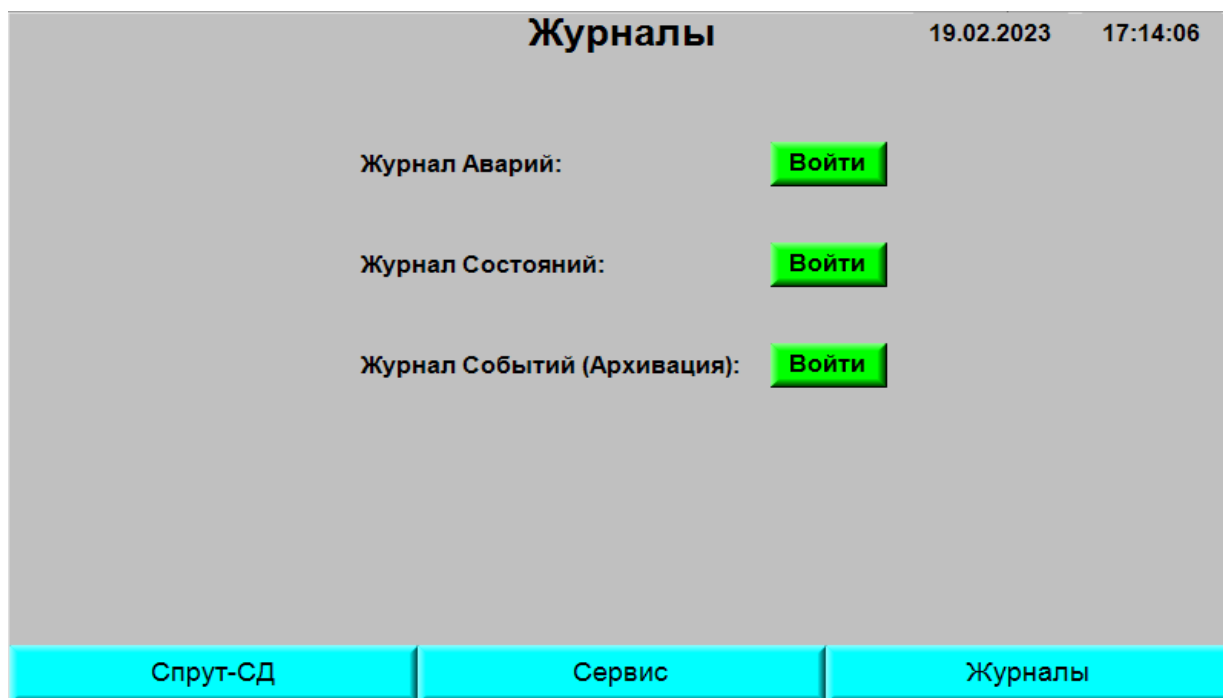 Журналы 19.02.2023 17:14:06
Журнал Аварий: Войти
Журнал Состояний: Войти
Журнал Событий (Архивация): Войти
Спрут-СД Сервис Журналы